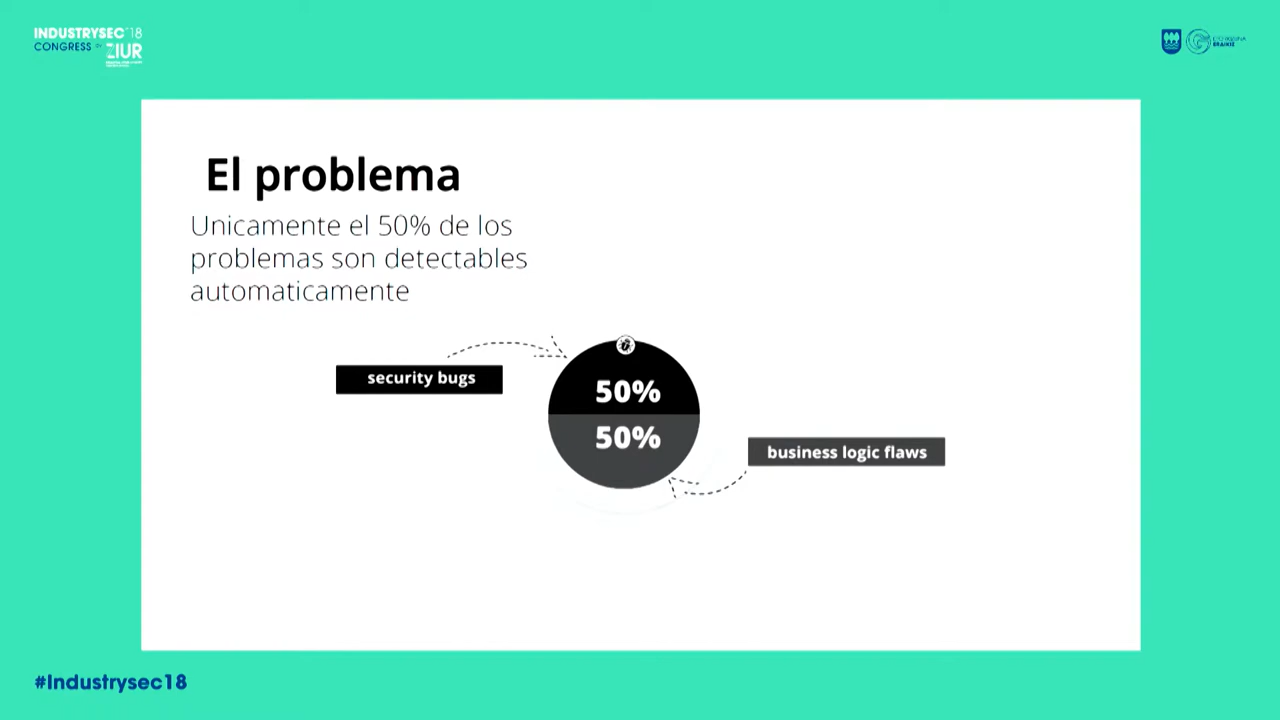 INDUSTRYSEC´18
CONGRESS BY ZIUR
El problema
Unicamente el 50% de los
problemas son detectables
automaticamente
security bugs
50%
50%
business logic flaws
#Industrysec18